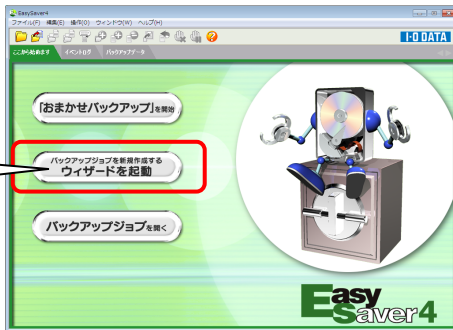 EasySaver4
ファイル(F) 編集(E) 操作(O) ウィンドウ(W) ヘルプ(H)
I-O DATA
ここから始めます イベントログ バックアップデータ
「おまかせバックアップ」を開始
バックアップジョブを新規作成する
ウィザードを起動
バックアップジョブを開く
Easy
Saver4